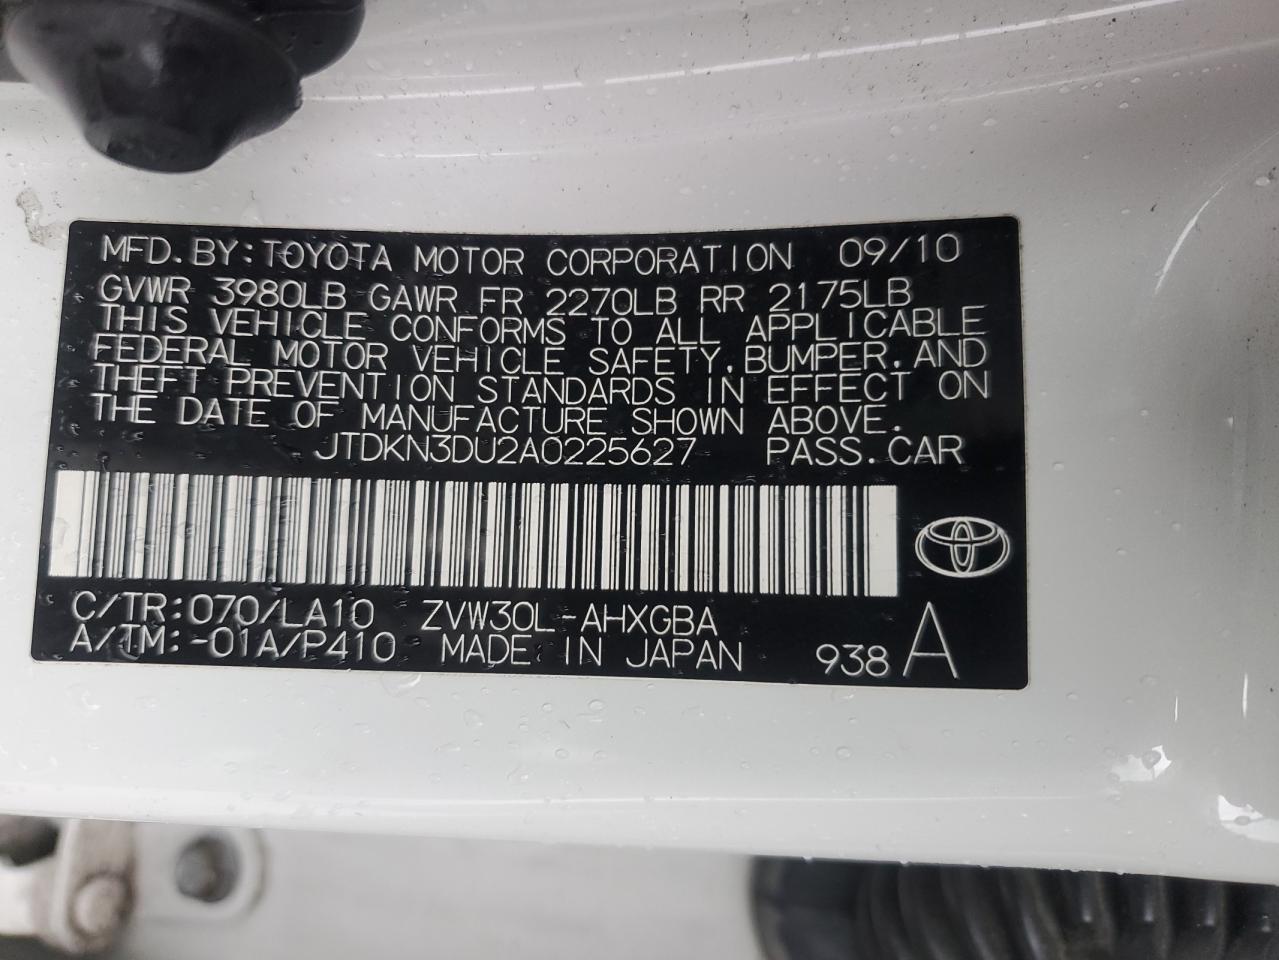 MFD.BY:TOYOTA MOTOR CORPORATION 09/10
GVWR 3980LB GAWR FR 2270LB RR 2175LB
THIS VEHICLE CONFORMS TO ALL APPLICABLE
FEDERAL MOTOR VEHICLE SAFETY,BUMPER,AND
THEFT PREVENTION STANDARDS IN EFFECT ON
THE DATE OF MANUFACTURE SHOWN ABOVE.
JTDKN3DU2A0225627 PASS.CAR
C/TR:070/LA10 ZVW30L-AHXGBA
A/TM:-01A/P410 MADE IN JAPAN 938 A